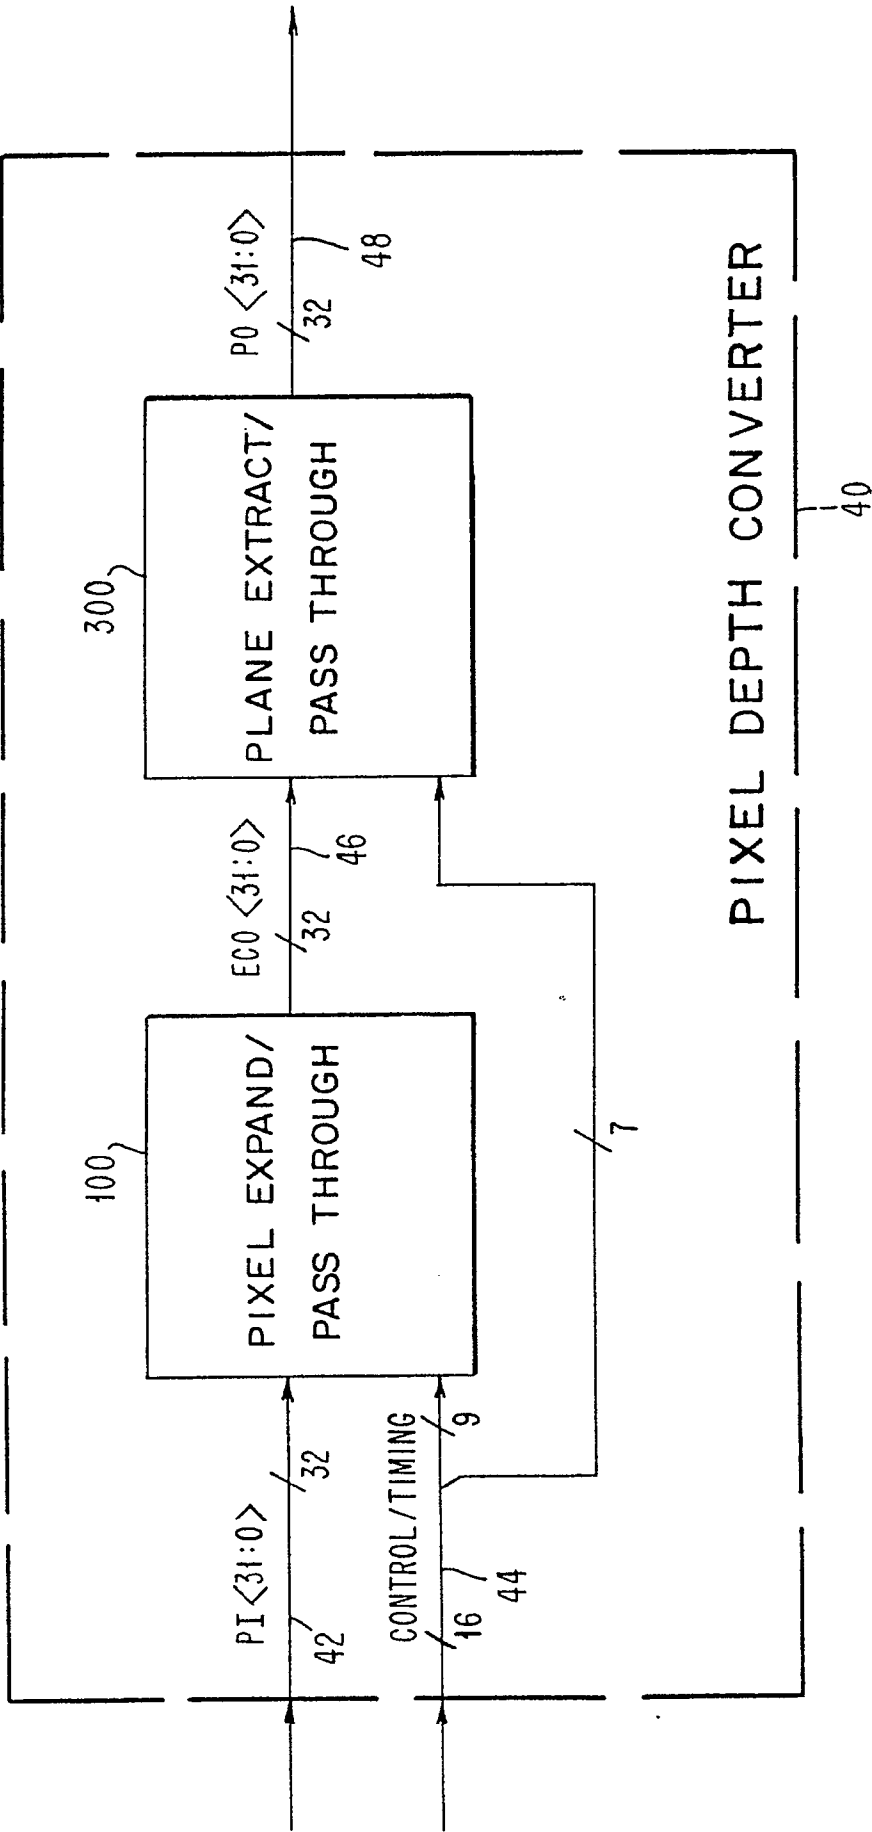 PI<31:0>
32
42
CONTROL/TIMING
16
44
9
7
100
PIXEL EXPAND/
PASS THROUGH
ECO<31:0>
32
46
300
PLANE EXTRACT/
PASS THROUGH
PO<31:0>
32
48
PIXEL DEPTH CONVERTER
40